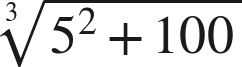 ∛(5² + 100)